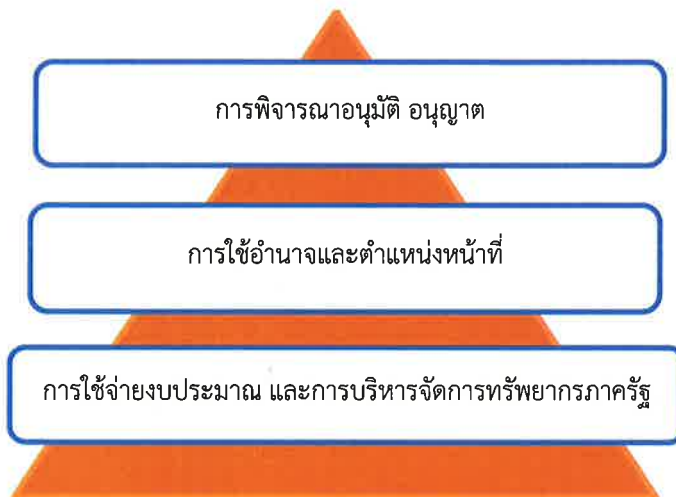 การพิจารณาอนุมัติ อนุญาต
การใช้อำนาจและตำแหน่งหน้าที่
การใช้จ่ายงบประมาณ และการบริหารจัดการทรัพยากรภาครัฐ